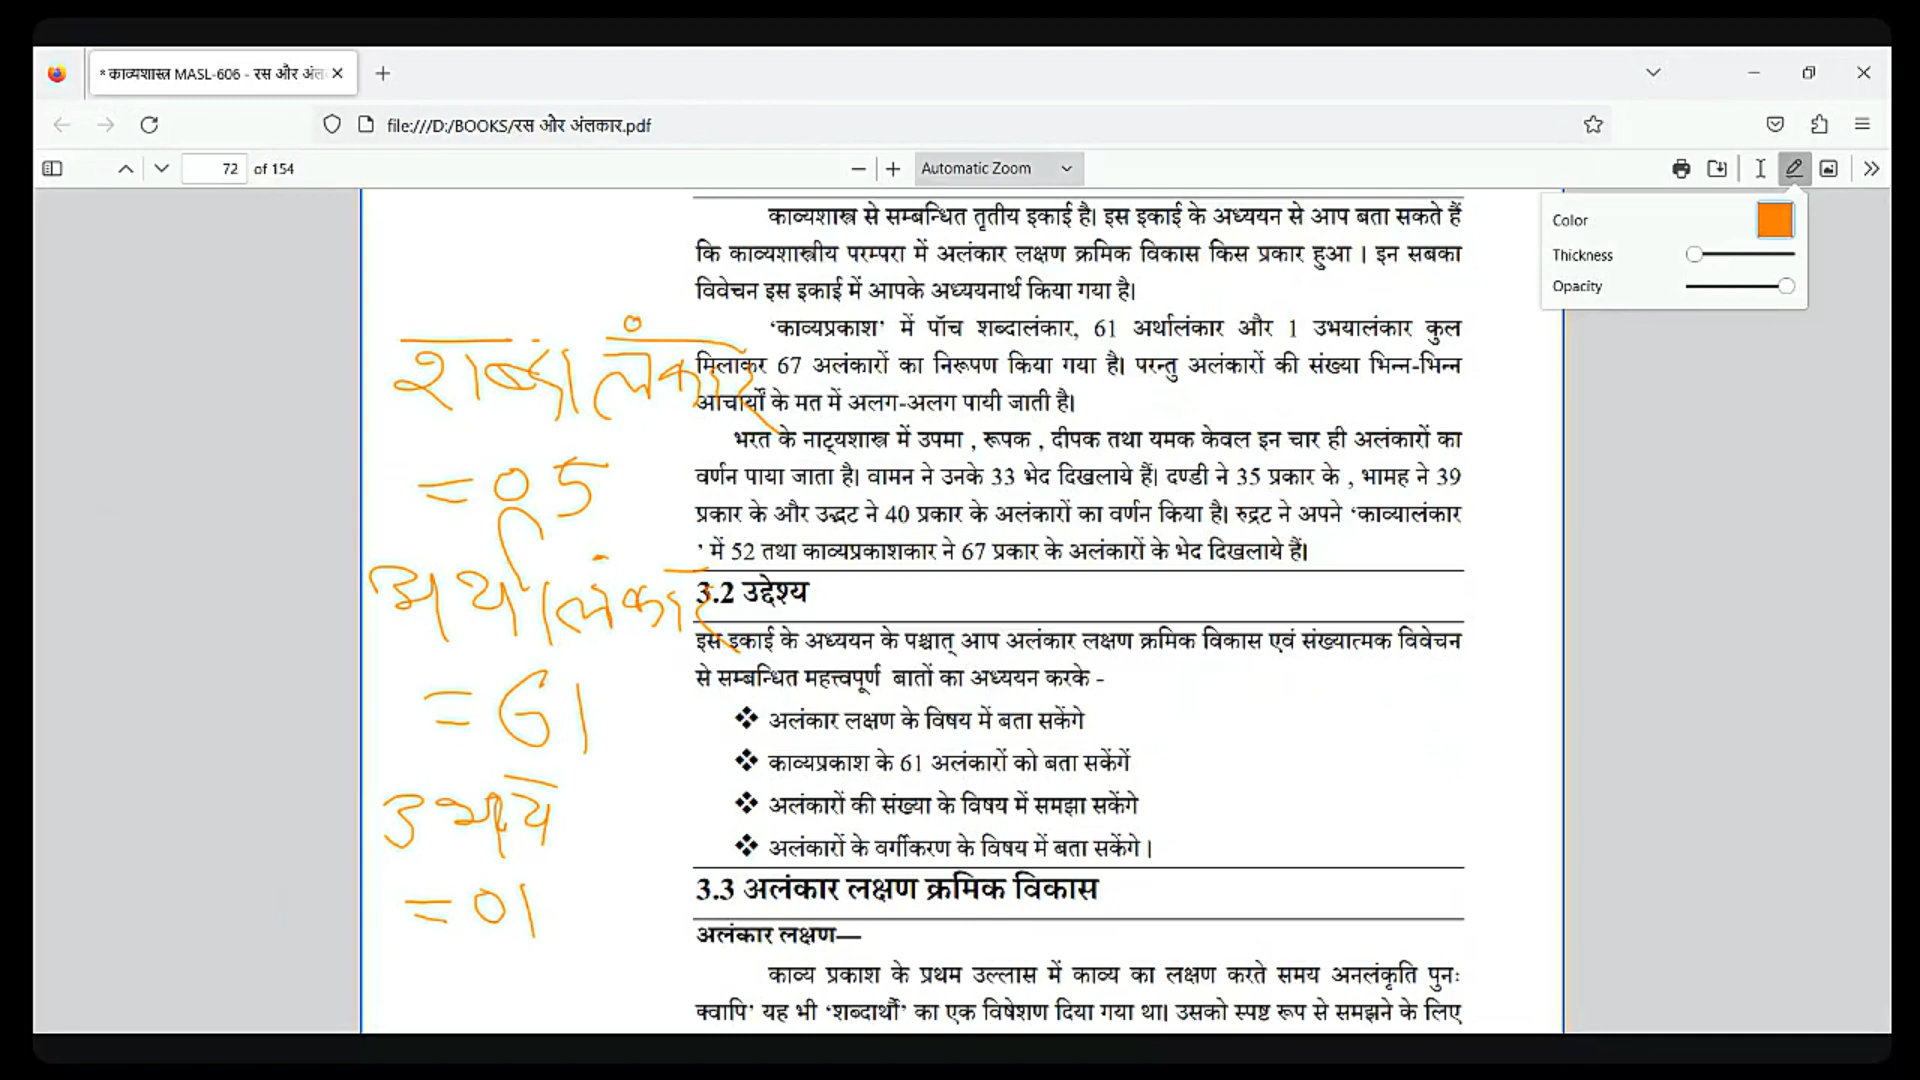 * काव्यशास्त्र MASL-606 - रस और अंल
file:///D:/BOOKS/रस और अंलकार.pdf
72 of 154
Automatic Zoom
Color
Thickness
Opacity
काव्यशास्त्र से सम्बन्धित तृतीय इकाई है। इस इकाई के अध्ययन से आप बता सकते हैं
कि काव्यशास्त्रीय परम्परा में अलंकार लक्षण क्रमिक विकास किस प्रकार हुआ । इन सबका
विवेचन इस इकाई में आपके अध्ययनार्थ किया गया है।
'काव्यप्रकाश' में पॉच शब्दालंकार, 61 अर्थालंकार और 1 उभयालंकार कुल
मिलाकर 67 अलंकारों का निरूपण किया गया है। परन्तु अलंकारों की संख्या भिन्न-भिन्न
आचार्यों के मत में अलग-अलग पायी जाती है।
भरत के नाट्यशास्त्र में उपमा , रूपक , दीपक तथा यमक केवल इन चार ही अलंकारों का
वर्णन पाया जाता है। वामन ने उनके 33 भेद दिखलाये हैं। दण्डी ने 35 प्रकार के , भामह ने 39
प्रकार के और उद्भट ने 40 प्रकार के अलंकारों का वर्णन किया है। रुद्रट ने अपने 'काव्यालंकार
' में 52 तथा काव्यप्रकाशकार ने 67 प्रकार के अलंकारों के भेद दिखलाये हैं।
3.2 उद्देश्य
इस इकाई के अध्ययन के पश्चात् आप अलंकार लक्षण क्रमिक विकास एवं संख्यात्मक विवेचन
से सम्बन्धित महत्त्वपूर्ण बातों का अध्ययन करके -
❖ अलंकार लक्षण के विषय में बता सकेंगे
❖ काव्यप्रकाश के 61 अलंकारों को बता सकेंगें
❖ अलंकारों की संख्या के विषय में समझा सकेंगे
❖ अलंकारों के वर्गीकरण के विषय में बता सकेंगे ।
3.3 अलंकार लक्षण क्रमिक विकास
अलंकार लक्षण—
काव्य प्रकाश के प्रथम उल्लास में काव्य का लक्षण करते समय अनलंकृति पुनः
क्वापि' यह भी 'शब्दार्थौ' का एक विषेशण दिया गया था। उसको स्पष्ट रूप से समझने के लिए
शब्दालंकार
= 05
अर्थालंकार
= 61
उभय
= 01